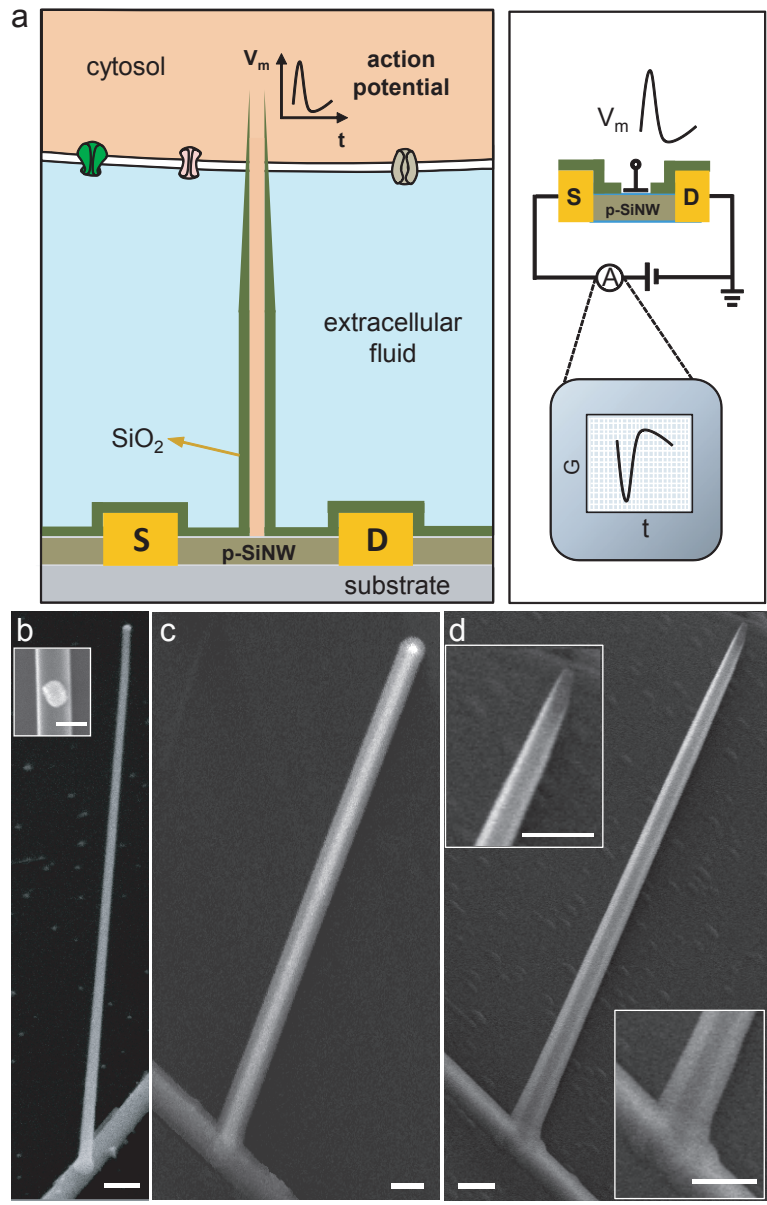 a
cytosol
Vm
action
potential
t
extracellular
fluid
SiO2
S
D
p-SiNW
substrate
Vm
S
D
p-SiNW
A
G
t
b
c
d